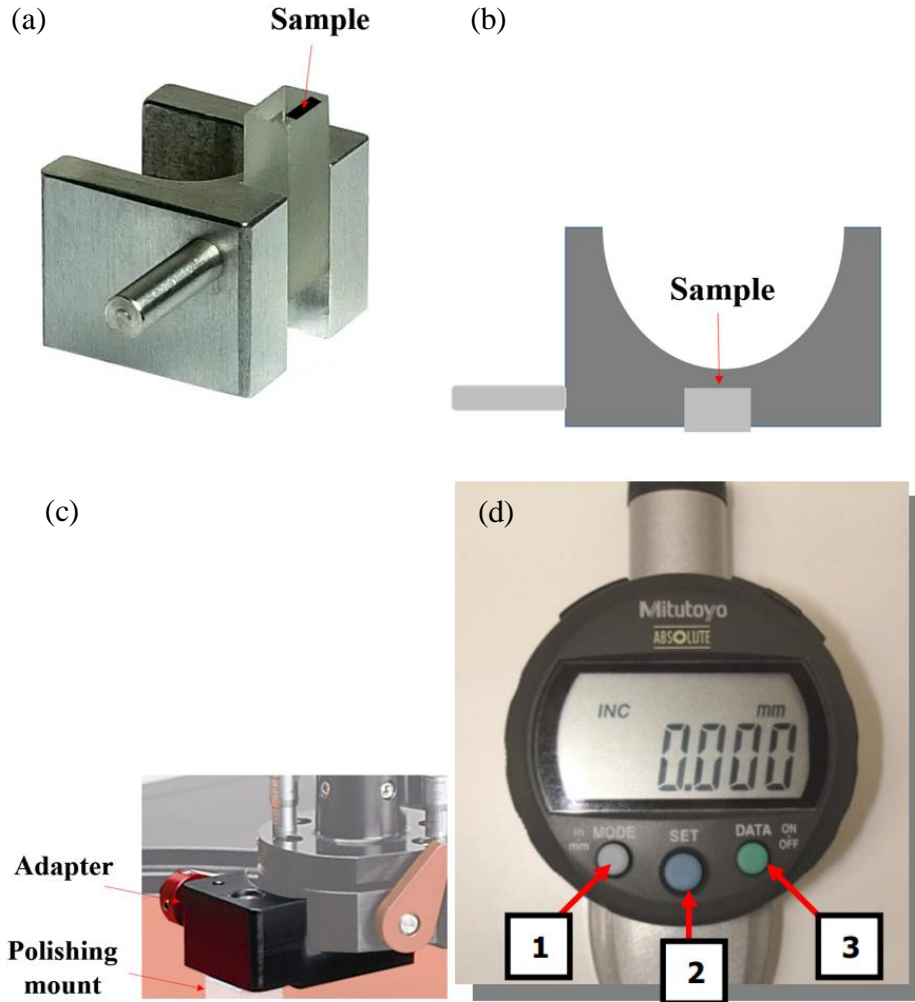 (a)
Sample
(b)
Sample
(c)
Adapter
Polishing
mount
(d)
Mitutoyo
ABSOLUTE
INC
mm
0.000
in
mm
MODE
SET
DATA
ON
OFF
1
2
3